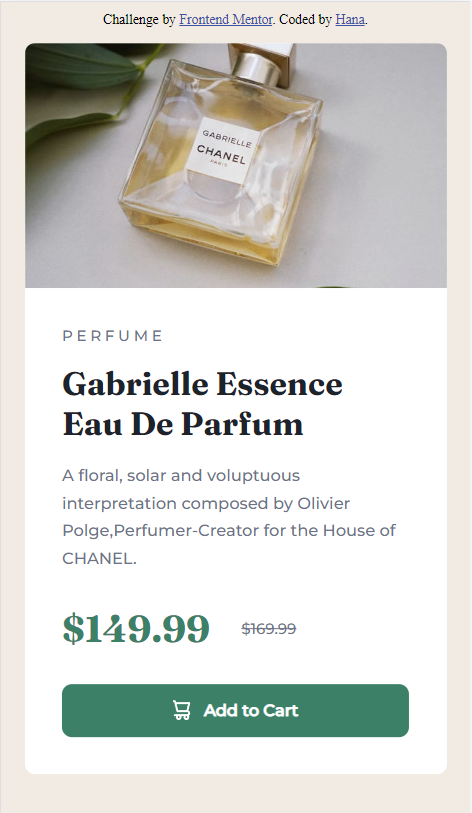 Challenge by Frontend Mentor. Coded by Hana.
GABRIELLE
CHANEL
PARIS
PERFUME
Gabrielle Essence
Eau De Parfum
A floral, solar and voluptuous
interpretation composed by Olivier
Polge,Perfumer-Creator for the House of
CHANEL.
$149.99 $169.99
Add to Cart